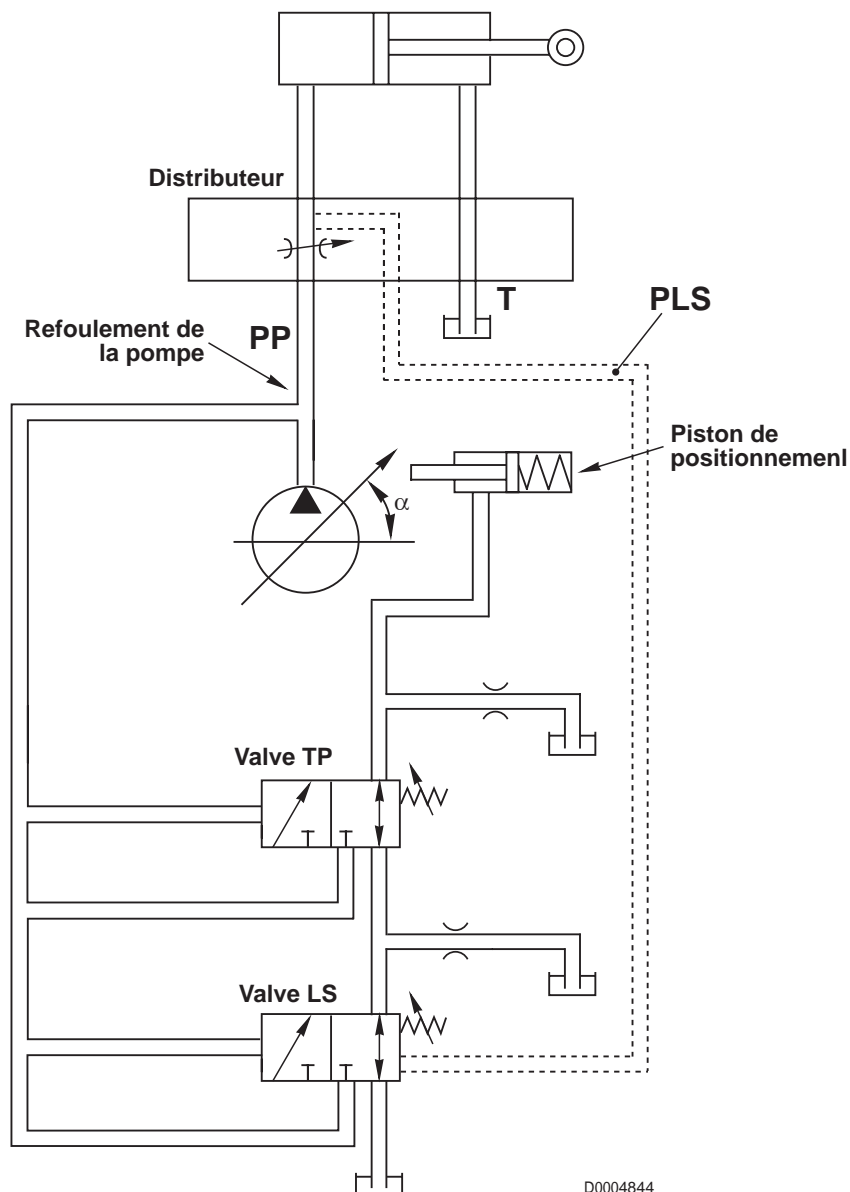 Distributeur
T
PLS
Refoulement de
la pompe
PP
Piston de
positionnemenl
α
Valve TP
Valve LS
D0004844